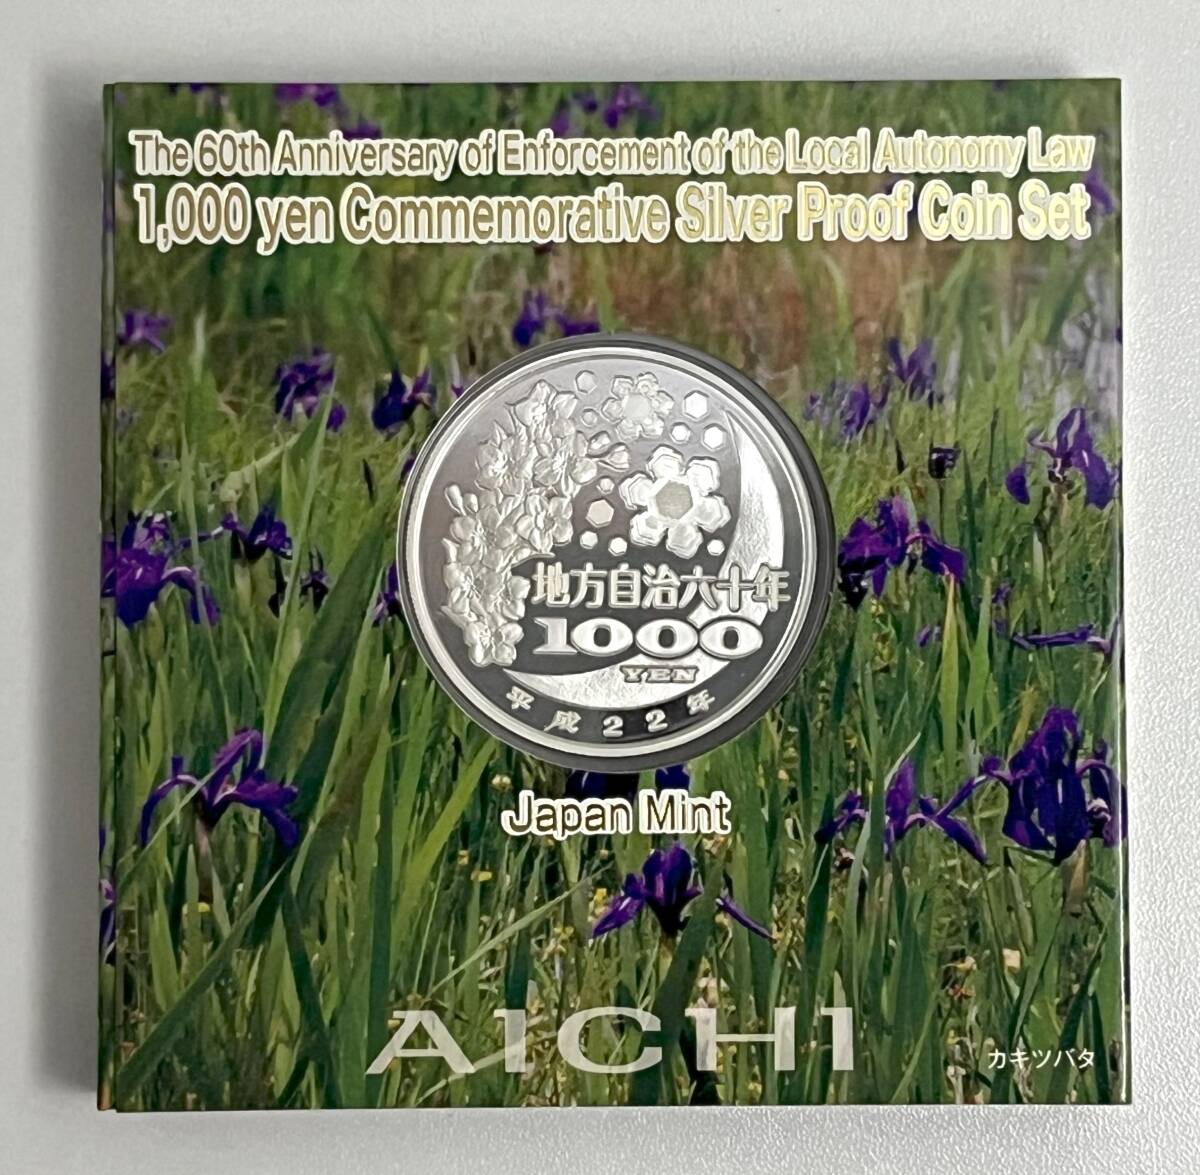 The 60th Anniversary of Enforcement of the Local Autonomy Law
1,000 yen Commemorative Silver Proof Coin Set
地方自治六十年
1000
YEN
平成22年
Japan Mint
AICHI
カキツバタ